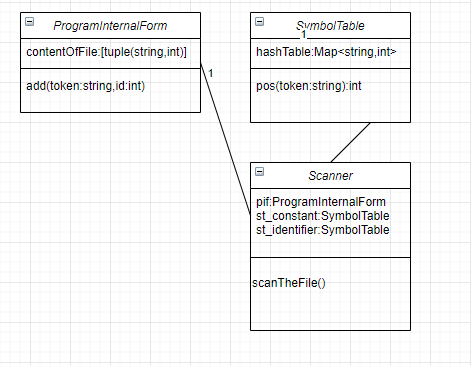 ProgramInternalForm
contentOfFile:[tuple(string,int)]
add(token:string,id:int)
1
SymbolTable
1
hashTable:Map<string,int>
pos(token:string):int
Scanner
pif:ProgramInternalForm
st_constant:SymbolTable
st_identifier:SymbolTable
scanTheFile()